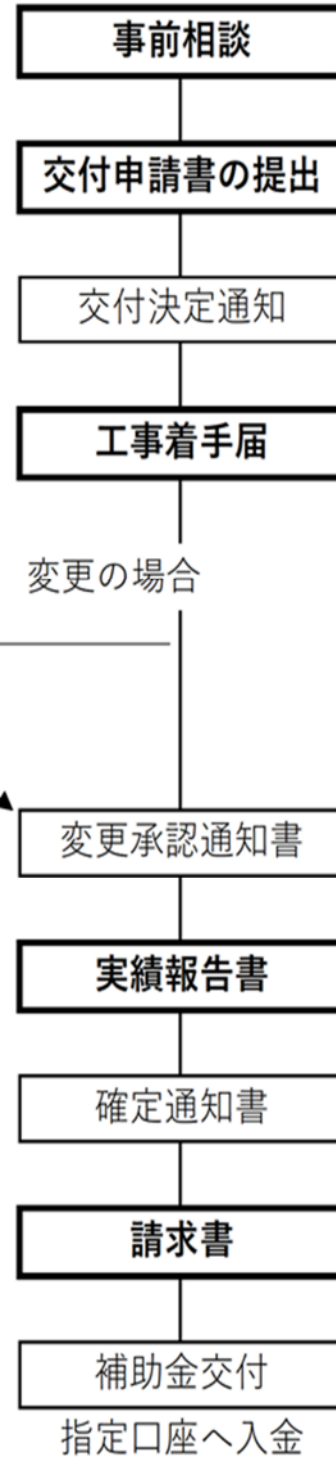 事前相談
交付申請書の提出
交付決定通知
工事着手届
変更の場合
変更承認通知書
実績報告書
確定通知書
請求書
補助金交付
指定口座へ入金